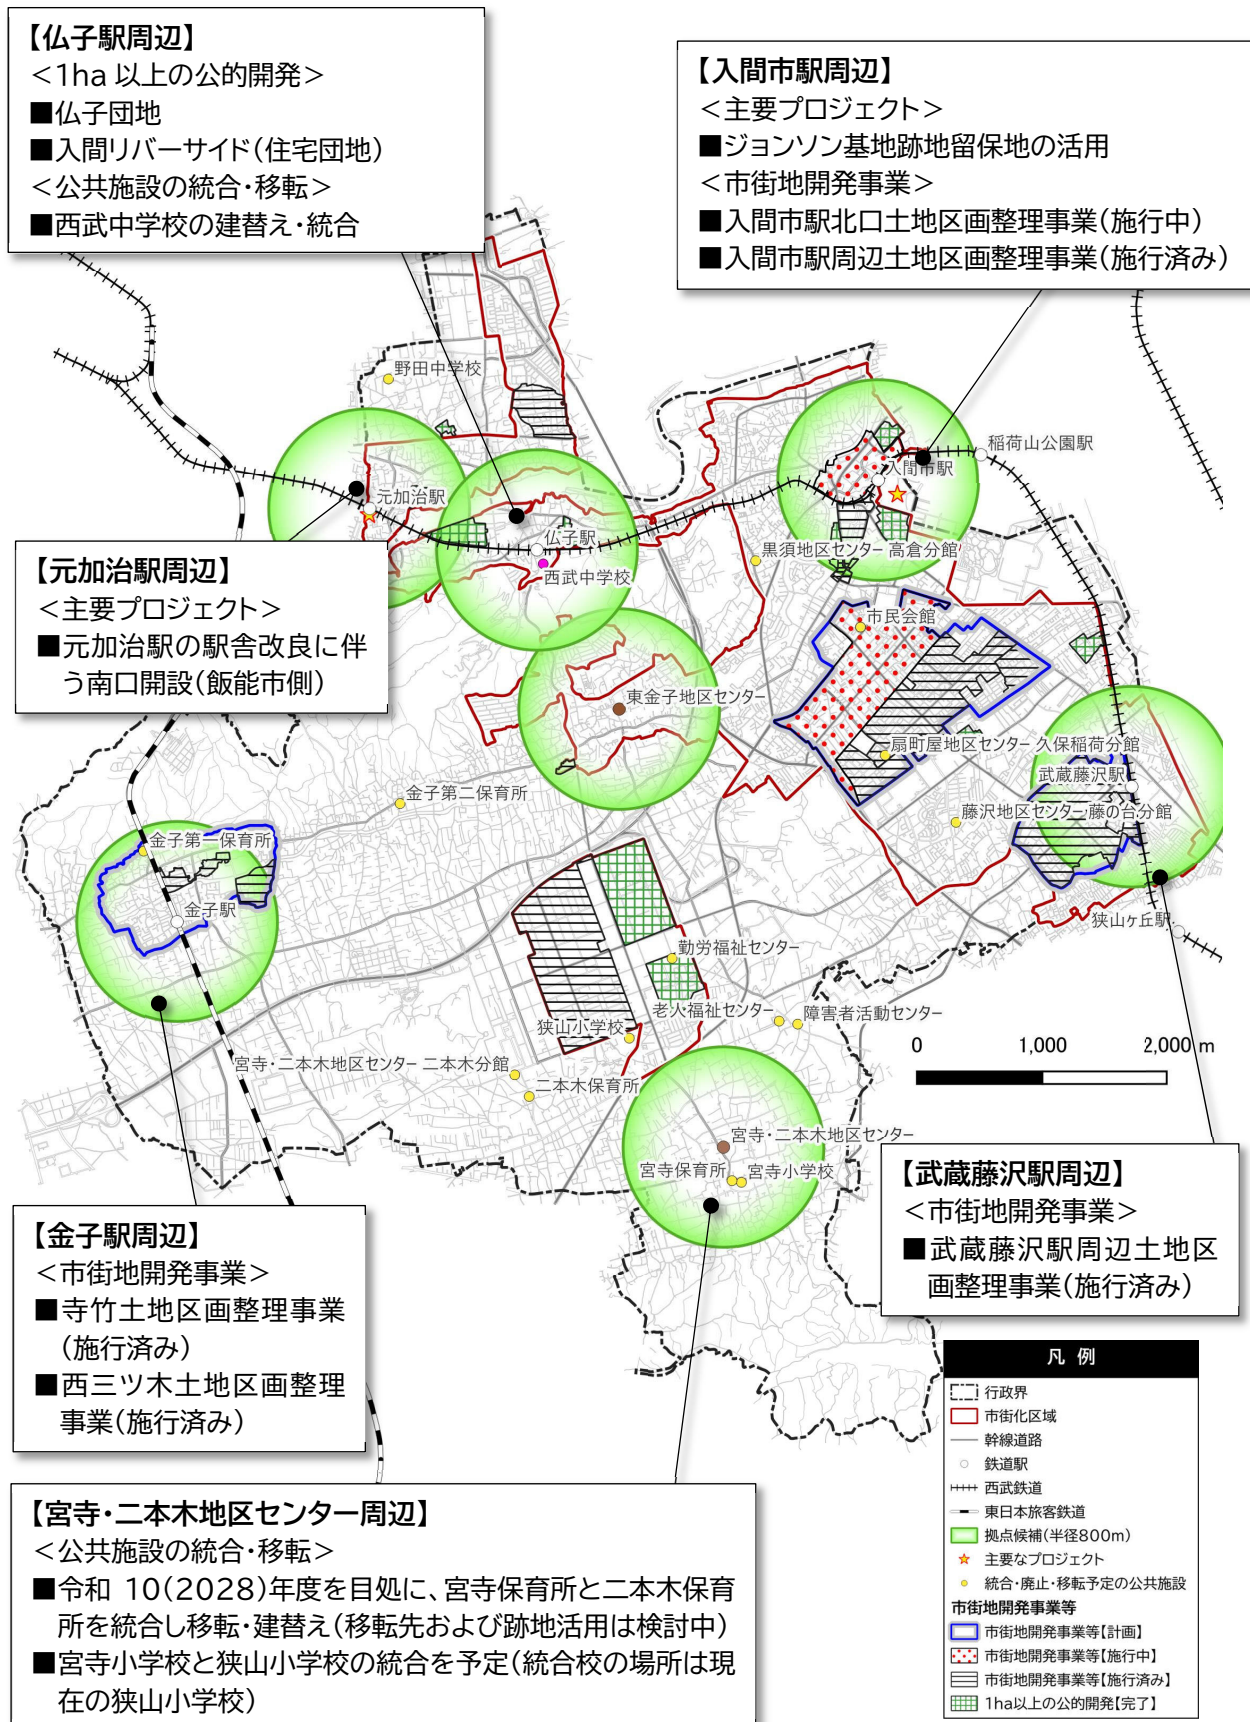 【仏子駅周辺】
<1ha 以上の公的開発>
■仏子団地
■入間リバーサイド(住宅団地)
<公共施設の統合・移転>
■西武中学校の建替え・統合
【入間市駅周辺】
<主要プロジェクト>
■ジョンソン基地跡地留保地の活用
<市街地開発事業>
■入間市駅北口土地区画整理事業(施行中)
■入間市駅周辺土地区画整理事業(施行済み)
野田中学校
稲荷山公園駅
入間市駅
元加治駅
仏子駅
西武中学校
黒須地区センター 高倉分館
【元加治駅周辺】
<主要プロジェクト>
■元加治駅の駅舎改良に伴
う南口開設(飯能市側)
市民会館
東金子地区センター
扇町屋地区センター 久保稲荷分館
武蔵藤沢駅
金子第二保育所
藤沢地区センター・藤の台分館
金子第一保育所
金子駅
狭山ヶ丘駅
勤労福祉センター
老人福祉センター
障害者活動センター
狭山小学校
宮寺・二本木地区センター 二本木分館
二本木保育所
0 1,000 2,000 m
宮寺・二本木地区センター
宮寺保育所
宮寺小学校
【武蔵藤沢駅周辺】
<市街地開発事業>
■武蔵藤沢駅周辺土地区
画整理事業(施行済み)
【金子駅周辺】
<市街地開発事業>
■寺竹土地区画整理事業
(施行済み)
■西三ツ木土地区画整理
事業(施行済み)
凡 例
行政界
市街化区域
幹線道路
鉄道駅
西武鉄道
東日本旅客鉄道
拠点候補(半径800m)
主要なプロジェクト
統合・廃止・移転予定の公共施設
市街地開発事業等
市街地開発事業等【計画】
市街地開発事業等【施行中】
市街地開発事業等【施行済み】
1ha以上の公的開発【完了】
【宮寺・二本木地区センター周辺】
<公共施設の統合・移転>
■令和 10(2028)年度を目処に、宮寺保育所と二本木保育
所を統合し移転・建替え(移転先および跡地活用は検討中)
■宮寺小学校と狭山小学校の統合を予定(統合校の場所は現
在の狭山小学校)